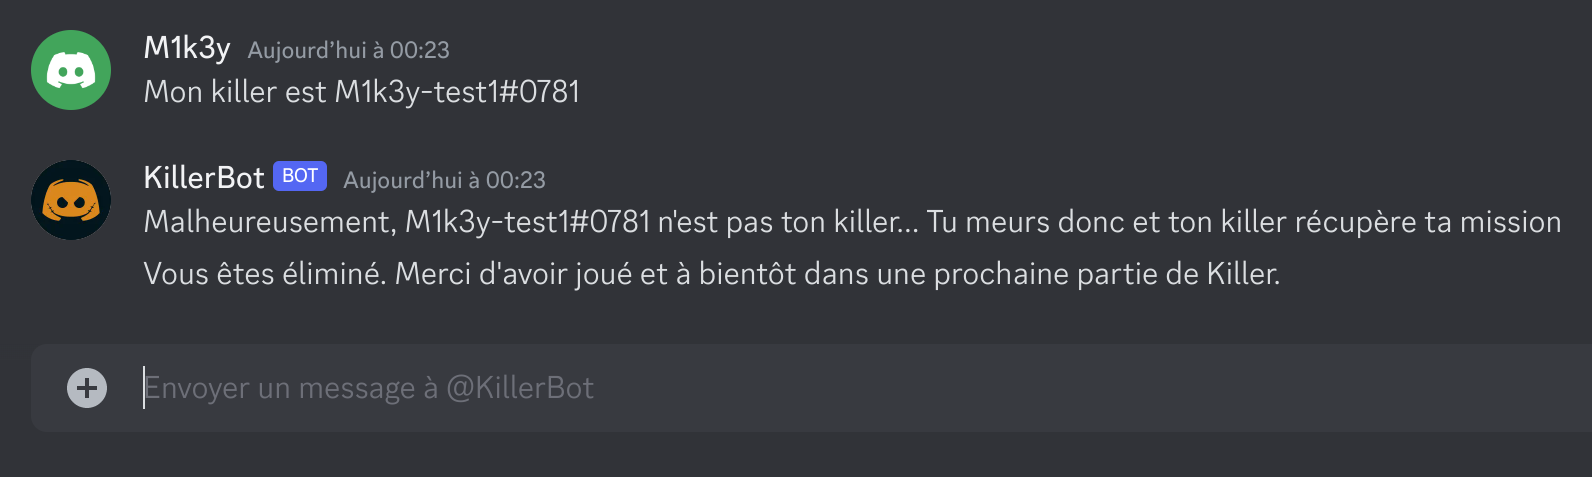 M1k3y Aujourd’hui à 00:23
Mon killer est M1k3y-test1#0781
KillerBot BOT Aujourd’hui à 00:23
Malheureusement, M1k3y-test1#0781 n'est pas ton killer... Tu meurs donc et ton killer récupère ta mission
Vous êtes éliminé. Merci d'avoir joué et à bientôt dans une prochaine partie de Killer.
Envoyer un message à @KillerBot